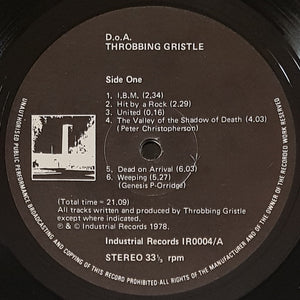 D.o.A.
THROBBING GRISTLE
Side One
1. I.B.M. (2,34)
2. Hit by a Rock (2,29)
3. United (0,16)
4. The Valley of the Shadow of Death (4,03)
(Peter Christopherson)
5. Dead on Arrival (6,03)
6. Weeping (5,27)
(Genesis P-Orridge)
(Total time = 21,09)
All tracks written and produced by Throbbing Gristle
except where credited in brackets.
℗ & © Industrial Records 1978.
Industrial Records IR0004/A
STEREO 33⅓ rpm
UNAUTHORISED PUBLIC PERFORMANCE BROADCASTING AND COPYING OF THIS RECORD PROHIBITED ALL RIGHTS OF THE MANUFACTURER AND OF THE OWNER OF THE RECORDED WORK RESERVED